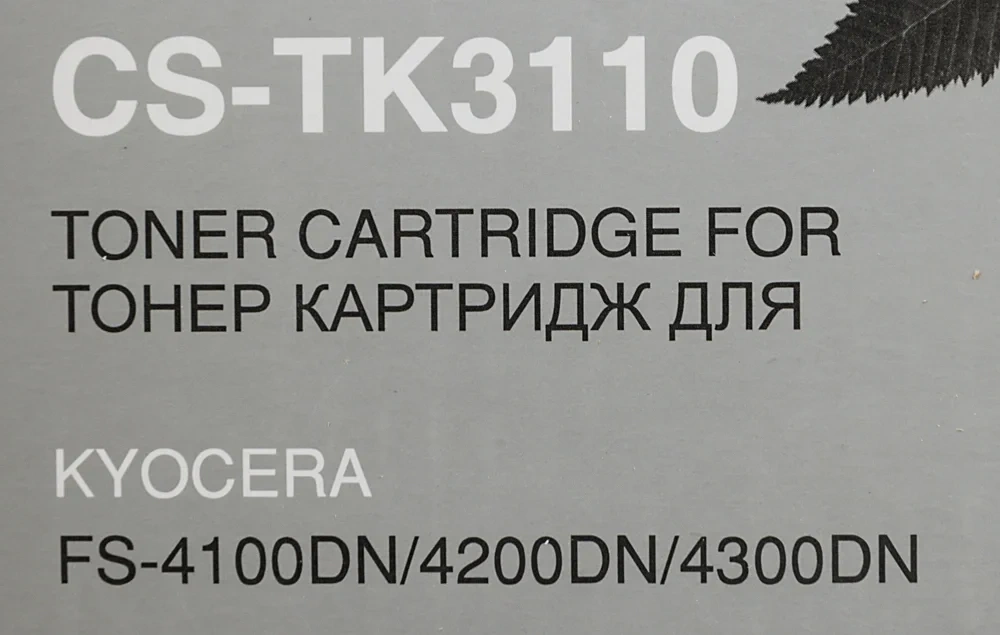 CS-TK3110
TONER CARTRIDGE FOR
ТОНЕР КАРТРИДЖ ДЛЯ
KYOCERA
FS-4100DN/4200DN/4300DN